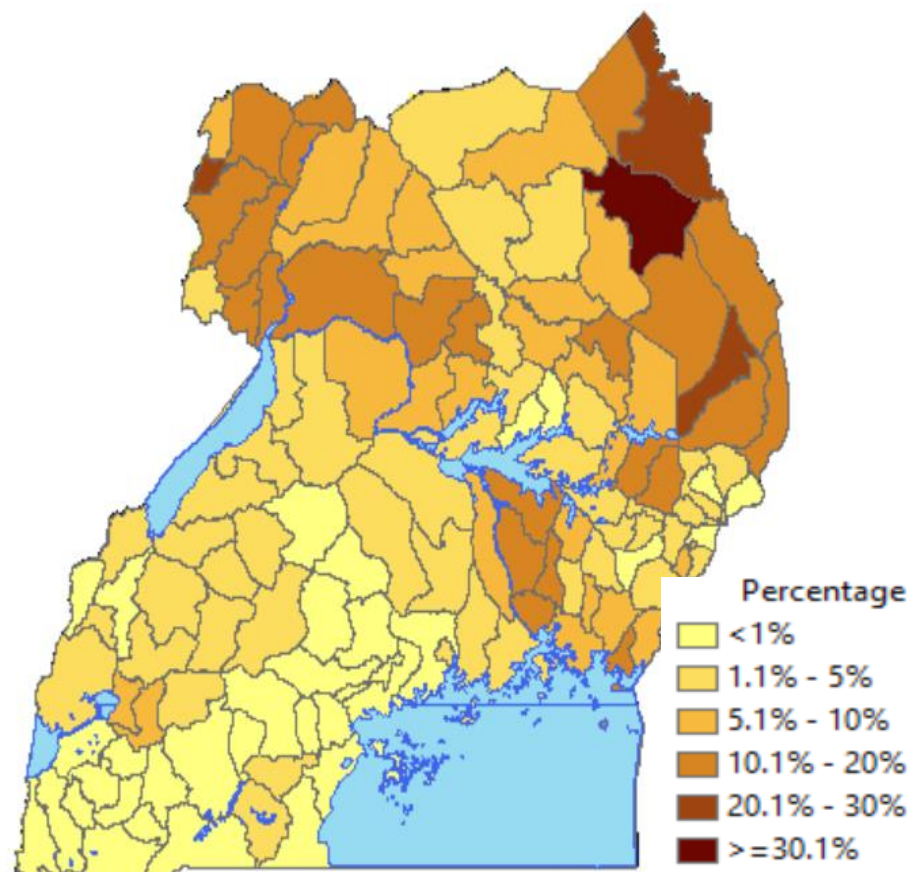 Percentage
<1%
1.1% - 5%
5.1% - 10%
10.1% - 20%
20.1% - 30%
>=30.1%